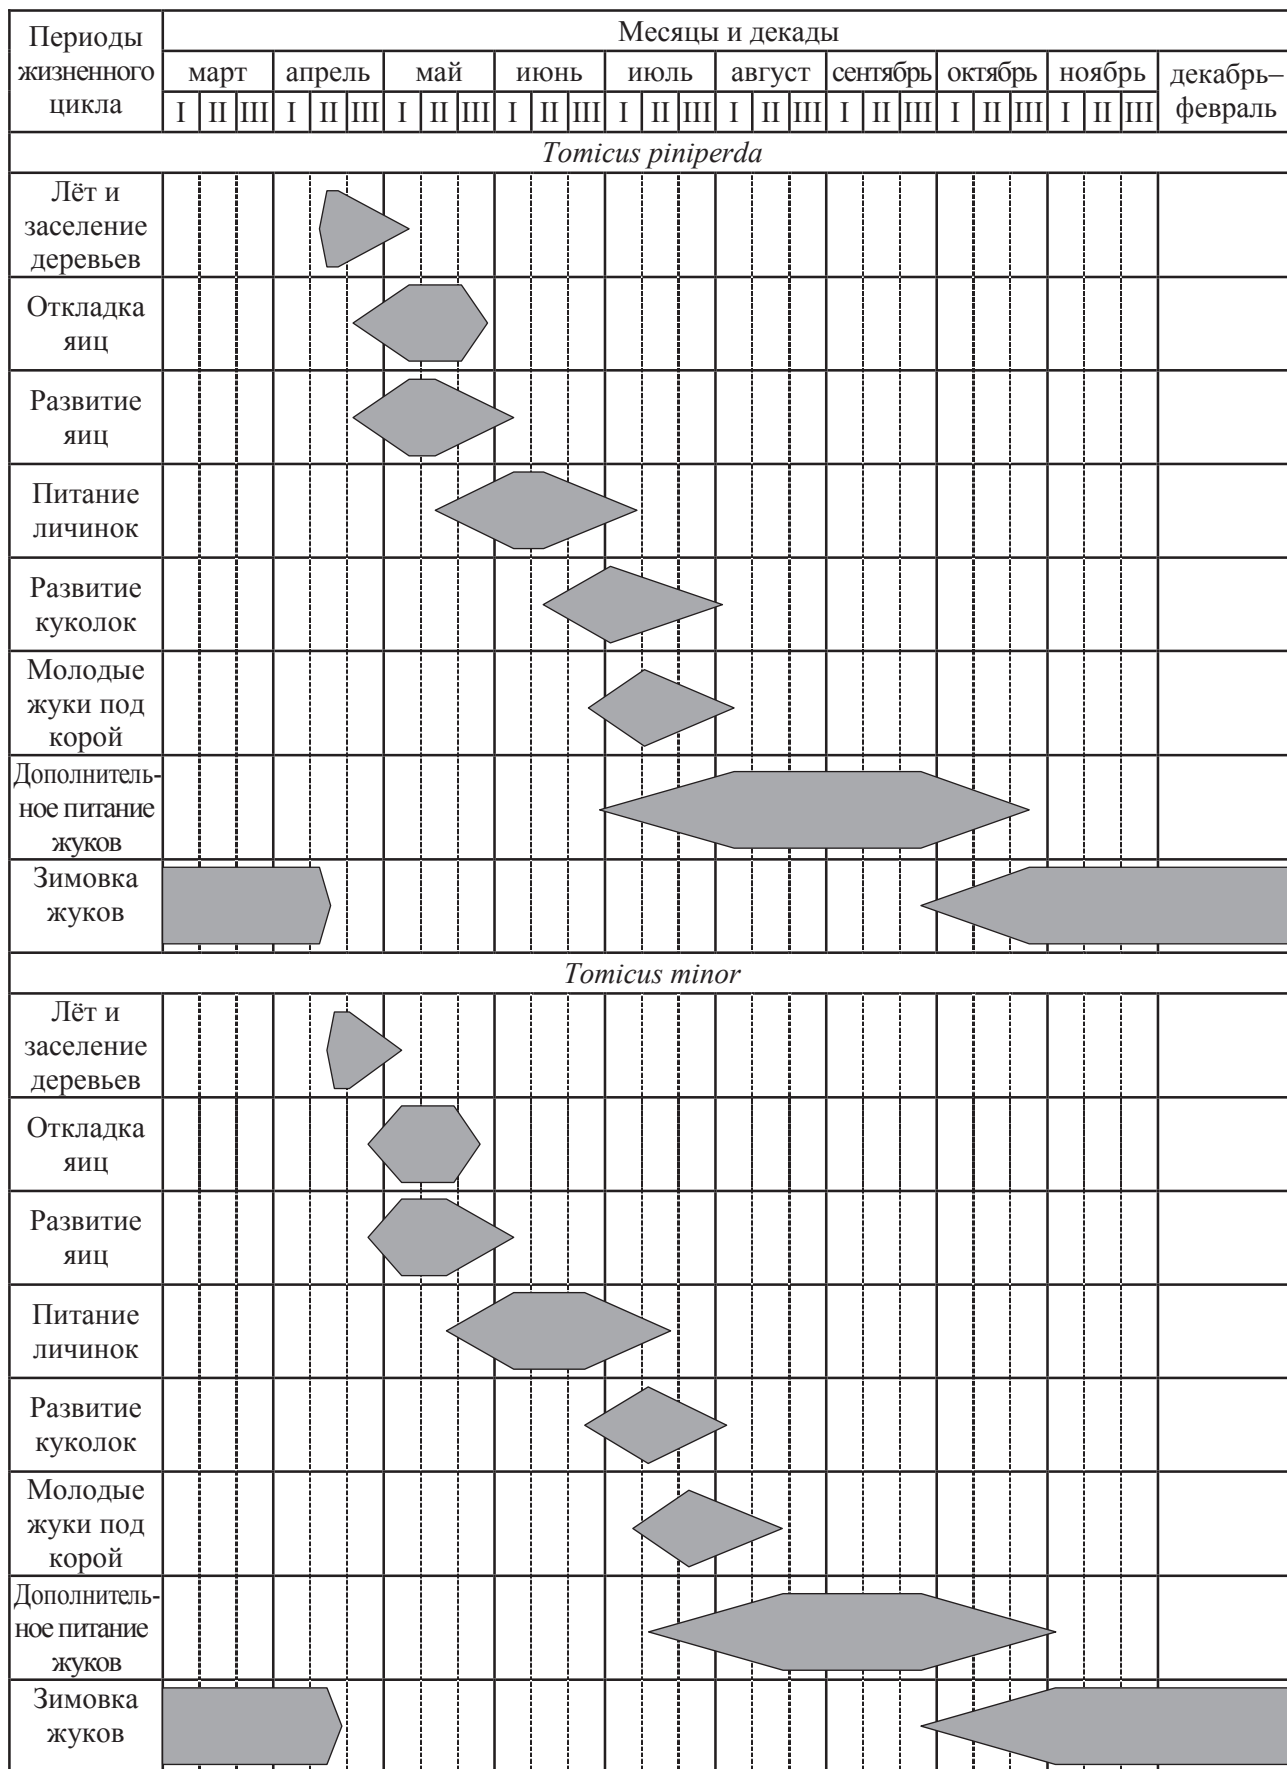 Периоды
жизненного
цикла
Месяцы и декады
март апрель май июнь июль август сентябрь октябрь ноябрь декабрь–
февраль
I II III I II III I II III I II III I II III I II III I II III I II III I II III
Tomicus piniperda
Лёт и
заселение
деревьев
Откладка
яиц
Развитие
яиц
Питание
личинок
Развитие
куколок
Молодые
жуки под
корой
Дополнитель-
ное питание
жуков
Зимовка
жуков
Tomicus minor
Лёт и
заселение
деревьев
Откладка
яиц
Развитие
яиц
Питание
личинок
Развитие
куколок
Молодые
жуки под
корой
Дополнитель-
ное питание
жуков
Зимовка
жуков